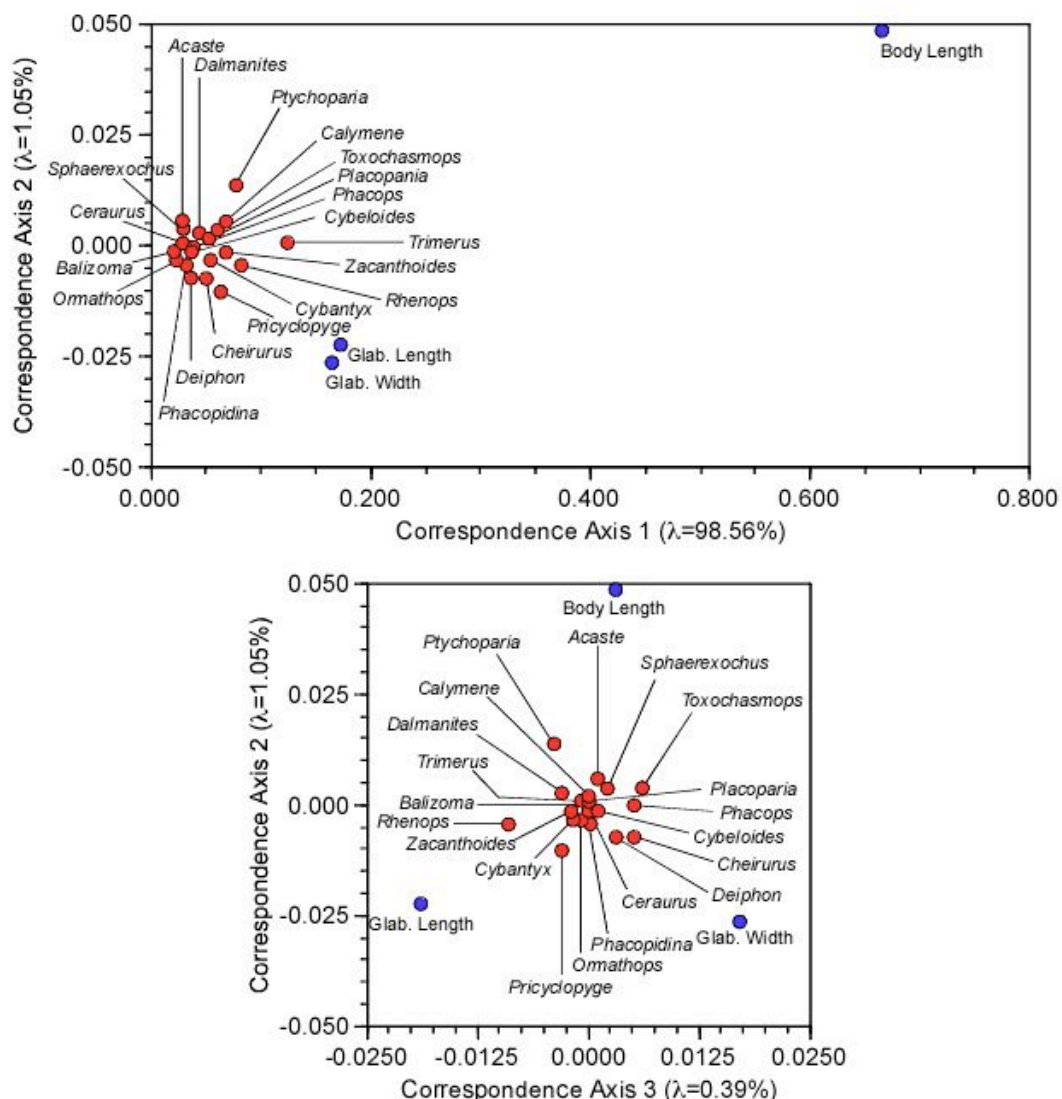 0.050
Acaste
Dalmanites
Body Length
Ptychoparia
0.025
Calymene
Toxochasmops
Sphaerexochus
Placopania
Phacops
Ceraurus
Cybeloides
0.000
Trimerus
Balizoma
Zacanthoides
Ormathops
Rhenops
Cybantyx
Pricyclopyge
Cheirurus
Glab. Length
-0.025
Deiphon
Glab. Width
Phacopidina
-0.050
Correspondence Axis 2 (λ=1.05%)
0.000 0.200 0.400 0.600 0.800
Correspondence Axis 1 (λ=98.56%)
0.050
Body Length
Ptychoparia
Acaste
Sphaerexochus
Calymene
0.025
Toxochasmops
Dalmanites
Trimerus
Placoparia
0.000
Balizoma
Phacops
Rhenops
Zacanthoides
Cybeloides
Cybantyx
Cheirurus
Deiphon
Ceraurus
-0.025
Glab. Length
Glab. Width
Phacopidina
Ormathops
Pricyclopyge
-0.050
Correspondence Axis 2 (λ=1.05%)
-0.0250 -0.0125 0.0000 0.0125 0.0250
Correspondence Axis 3 (λ=0.39%)